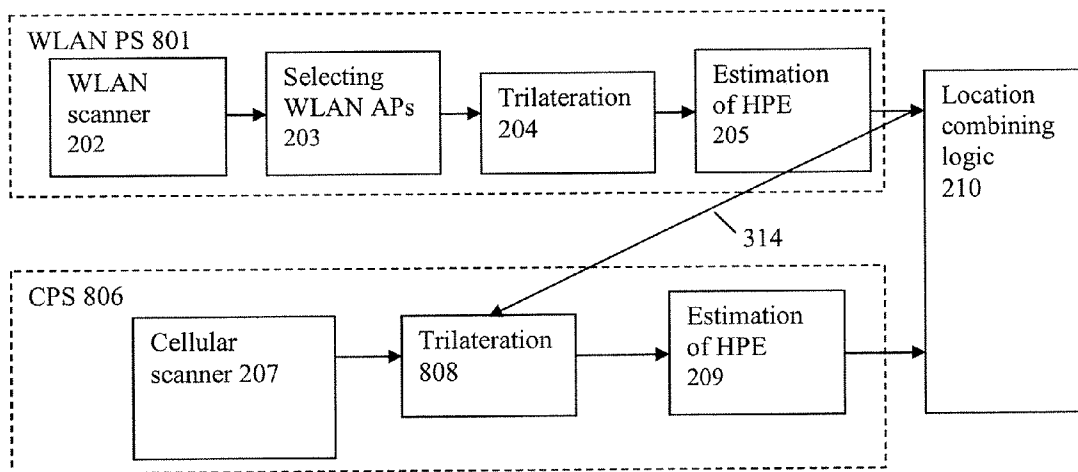 WLAN PS 801
WLAN
scanner
202
Selecting
WLAN APs
203
Trilateration
204
Estimation
of HPE
205
Location
combining
logic
210
314
CPS 806
Cellular
scanner 207
Trilateration
808
Estimation
of HPE
209